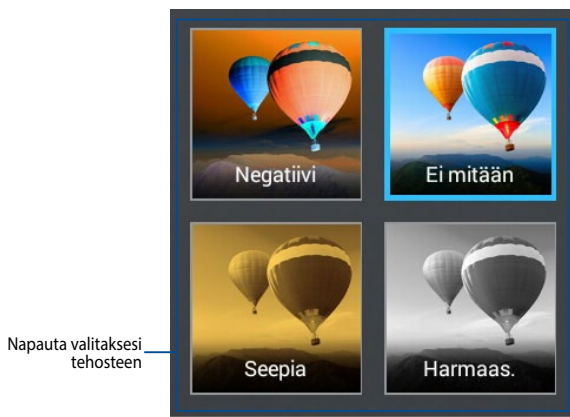 Negatiivi
Ei mitään
Seepia
Harmaas.
Napauta valitaksesi
tehosteen